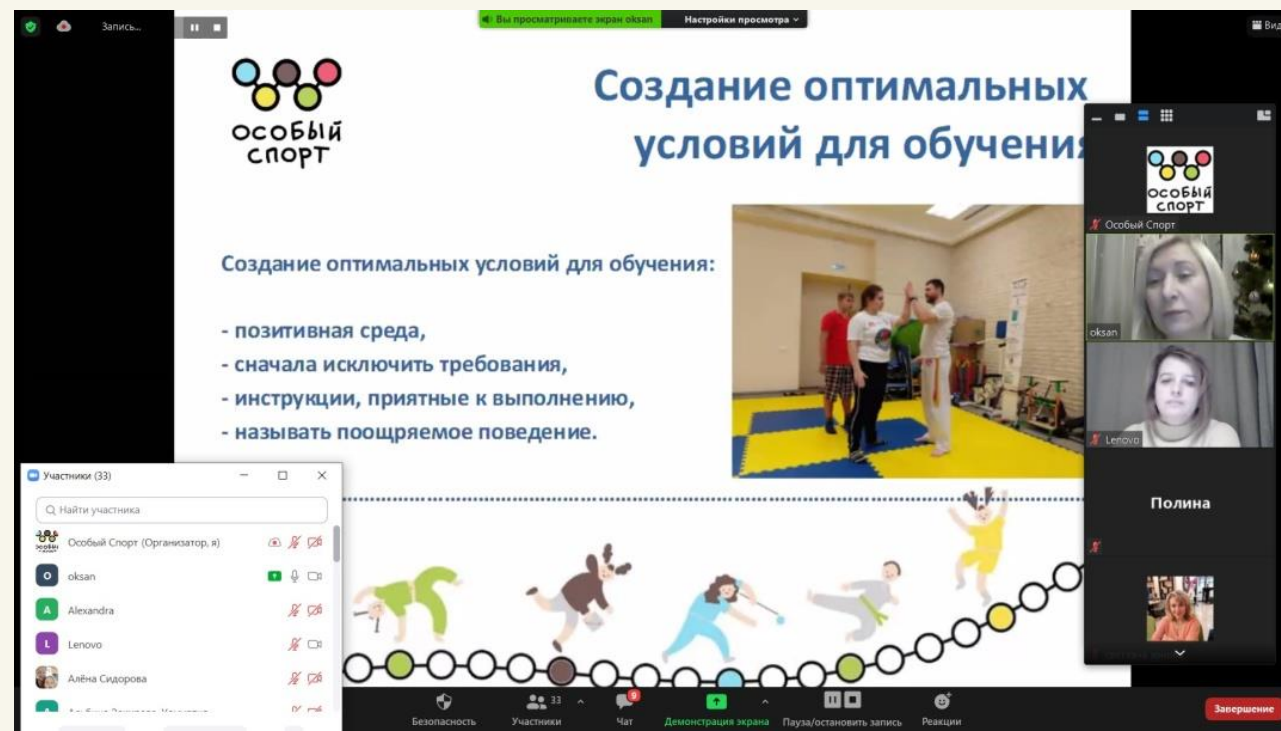 Запись...
Вы просматриваете экран oksan
Настройки просмотра
Вид
ОСОБЫЙ
СПОРТ
Создание оптимальных
условий для обучения
Создание оптимальных условий для обучения:
- позитивная среда,
- сначала исключить требования,
- инструкции, приятные к выполнению,
- называть поощряемое поведение.
ОСОБЫЙ
СПОРТ
Особый Спорт
oksan
Lenovo
Полина
Участники (33)
Найти участника
Особый Спорт (Организатор, я)
O oksan
A Alexandra
L Lenovo
Алёна Сидорова
Безопасность
33
Участники
9
Чат
Демонстрация экрана
Пауза/остановить запись
Реакции
Завершение